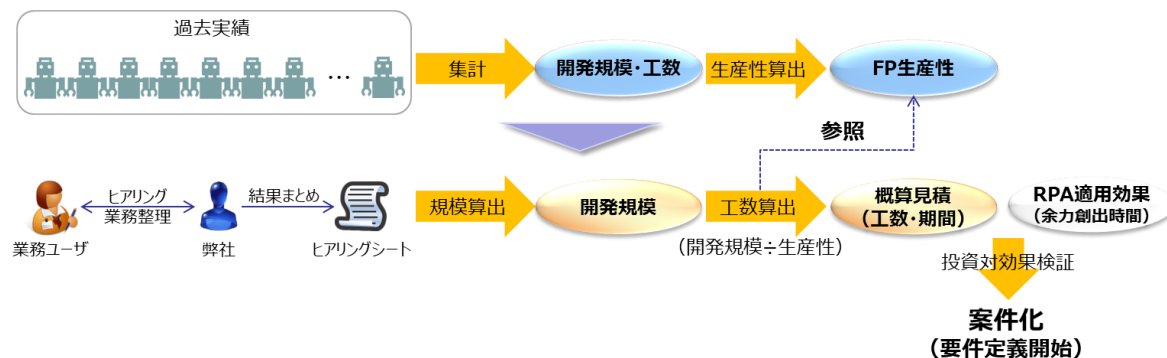 過去実績
…
集計
開発規模・工数
生産性算出
FP生産性
参照
ヒアリング
業務整理
結果まとめ
規模算出
開発規模
工数算出
概算見積
(工数・期間)
RPA適用効果
(余力創出時間)
業務ユーザ
弊社
ヒアリングシート
(開発規模÷生産性)
投資対効果検証
案件化
(要件定義開始)